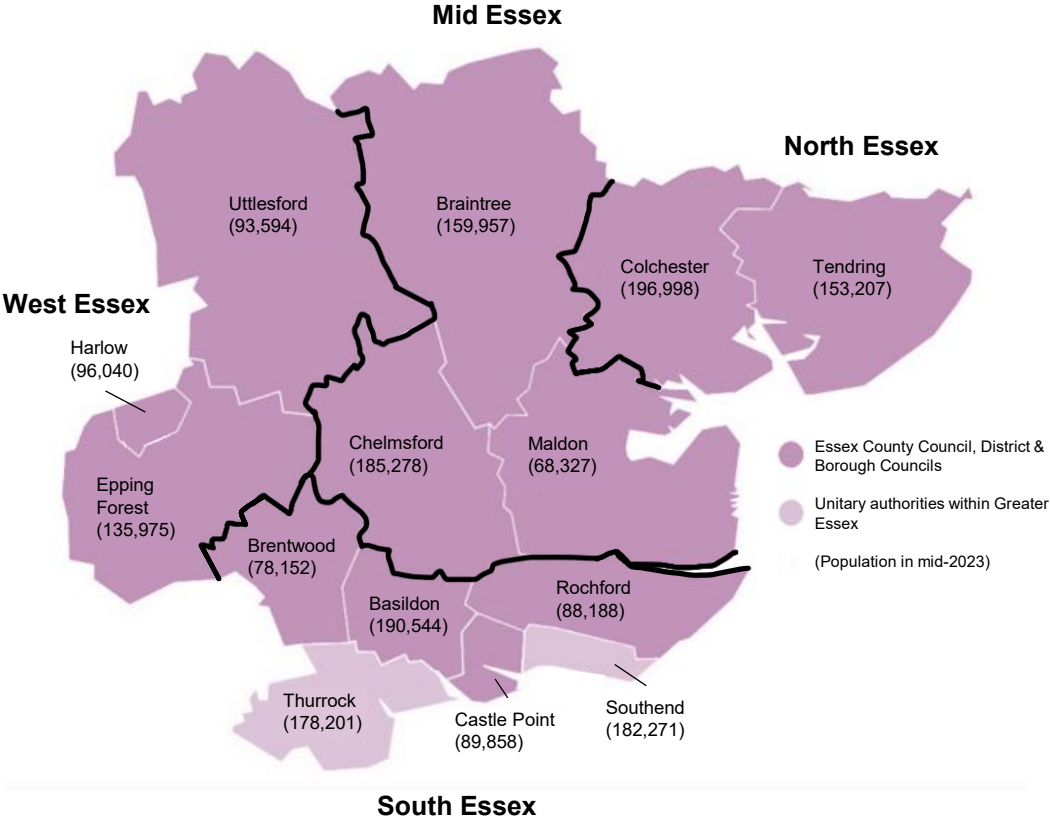 Mid Essex
North Essex
Uttlesford
(93,594)
Braintree
(159,957)
Colchester
(196,998)
Tendring
(153,207)
West Essex
Harlow
(96,040)
Chelmsford
(185,278)
Maldon
(68,327)
Essex County Council, District &
Borough Councils
Epping
Forest
(135,975)
Unitary authorities within Greater
Essex
Brentwood
(78,152)
(Population in mid-2023)
Rochford
(88,188)
Basildon
(190,544)
Thurrock
(178,201)
Castle Point
(89,858)
Southend
(182,271)
South Essex